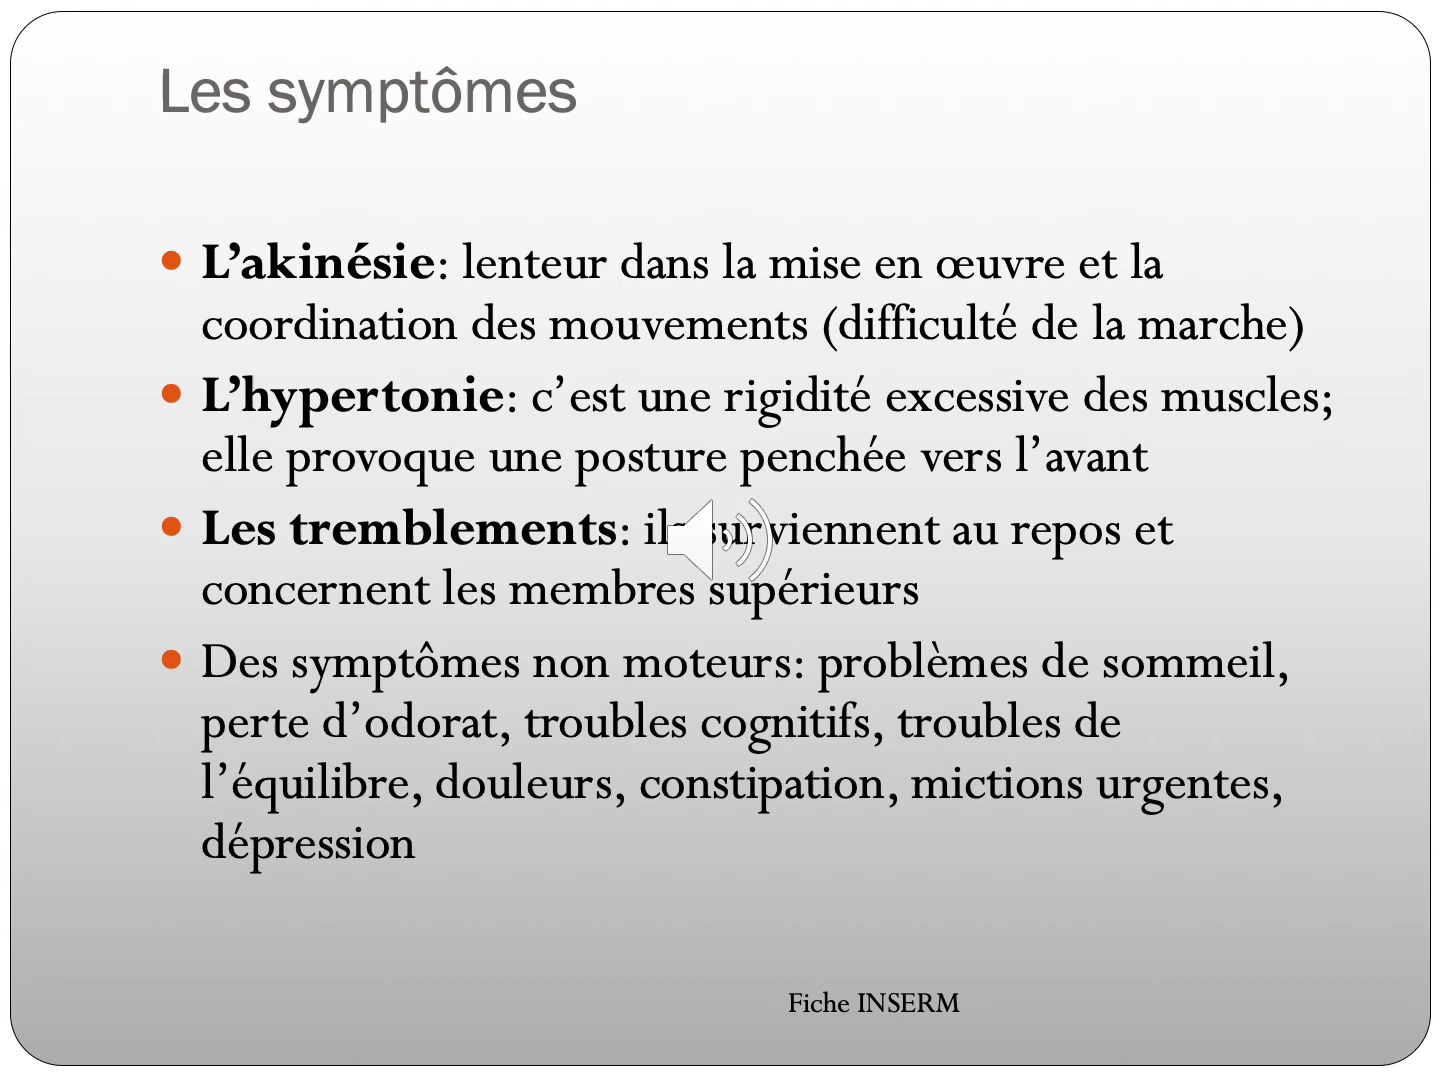 Les symptômes
L’akinésie: lenteur dans la mise en œuvre et la
coordination des mouvements (difficulté de la marche)
L’hypertonie: c’est une rigidité excessive des muscles;
elle provoque une posture penchée vers l’avant
Les tremblements: ils surviennent au repos et
concernent les membres supérieurs
Des symptômes non moteurs: problèmes de sommeil,
perte d’odorat, troubles cognitifs, troubles de
l’équilibre, douleurs, constipation, mictions urgentes,
dépression
Fiche INSERM